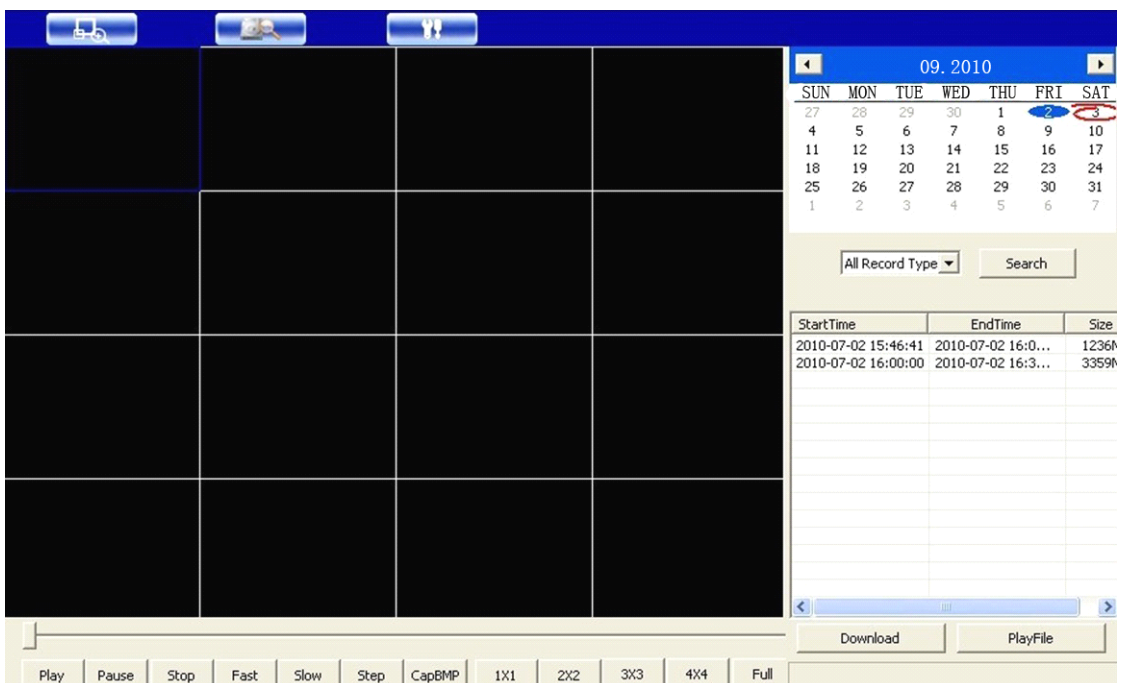 09. 2010
SUN MON TUE WED THU FRI SAT
27 28 29 30 1 2 3
4 5 6 7 8 9 10
11 12 13 14 15 16 17
18 19 20 21 22 23 24
25 26 27 28 29 30 31
1 2 3 4 5 6 7
All Record Type Search
StartTime EndTime Size
2010-07-02 15:46:41 2010-07-02 16:0... 1236
2010-07-02 16:00:00 2010-07-02 16:3... 3359
Download PlayFile
Play Pause Stop Fast Slow Step CapBMP 1X1 2X2 3X3 4X4 Full